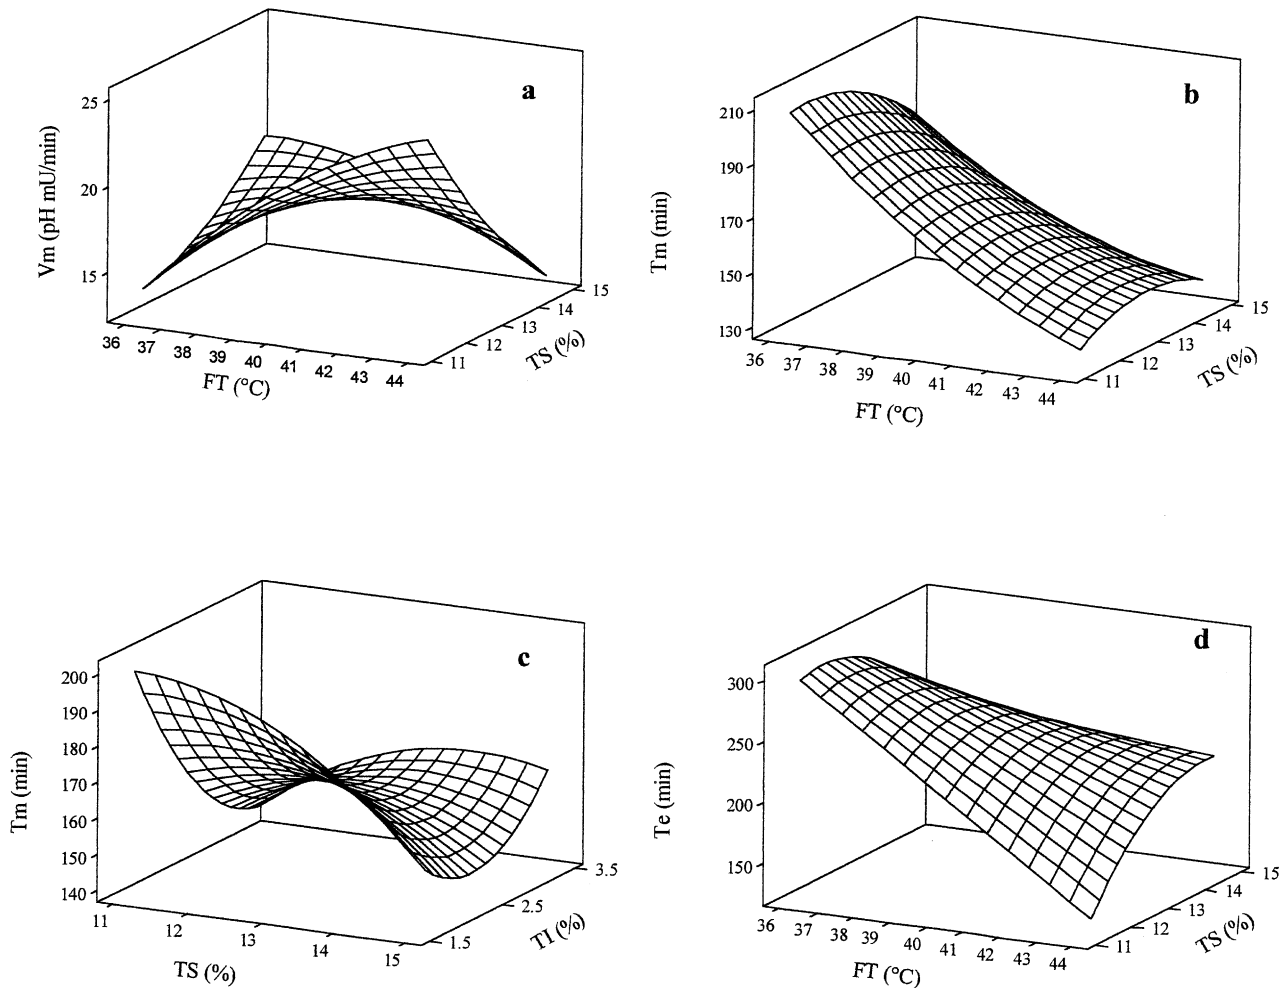 a
25
20
15
Vm (pH mU/min)
36 37 38 39 40 41 42 43 44
FT (°C)
11 12 13 14 15
TS (%)
b
210
190
170
150
130
Tm (min)
36 37 38 39 40 41 42 43 44
FT (°C)
11 12 13 14 15
TS (%)
c
200
190
180
170
160
150
140
Tm (min)
11 12 13 14 15
TS (%)
1.5 2.5 3.5
TI (%)
d
300
250
200
150
Te (min)
36 37 38 39 40 41 42 43 44
FT (°C)
11 12 13 14 15
TS (%)